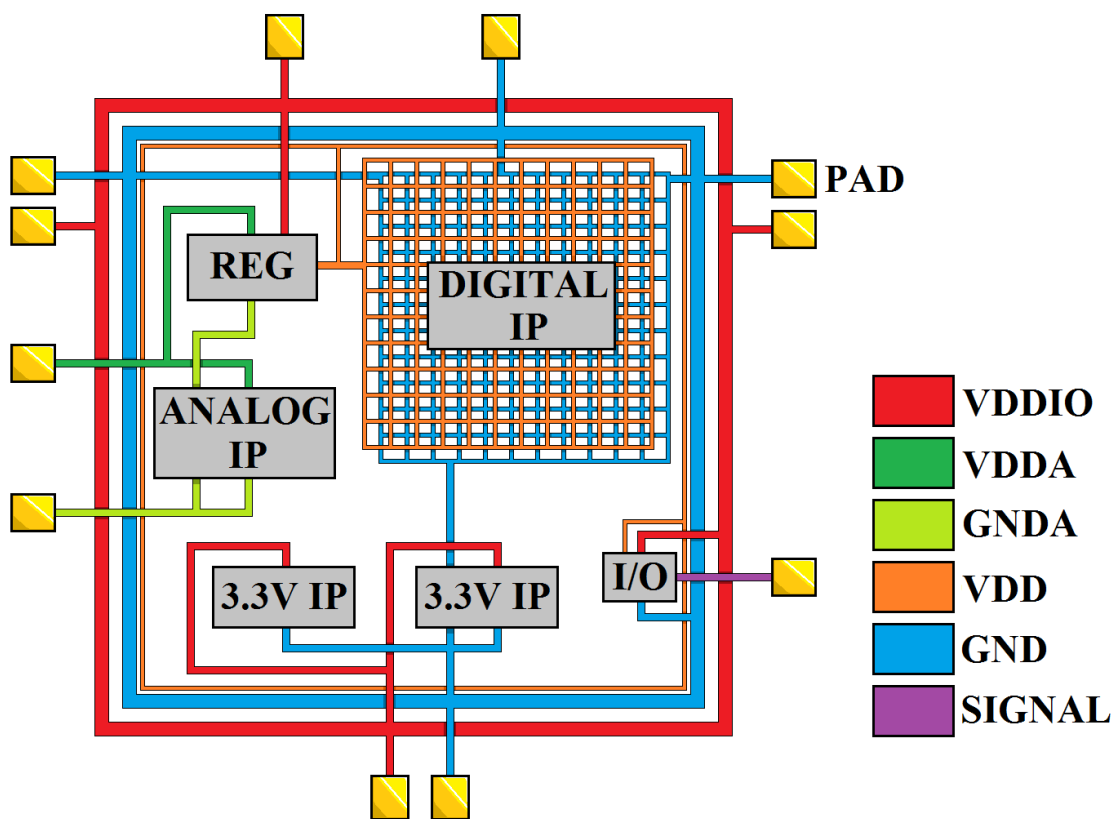 PAD
REG
DIGITAL
IP
ANALOG
IP
3.3V IP
3.3V IP
I/O
VDDIO
VDDA
GNDA
VDD
GND
SIGNAL